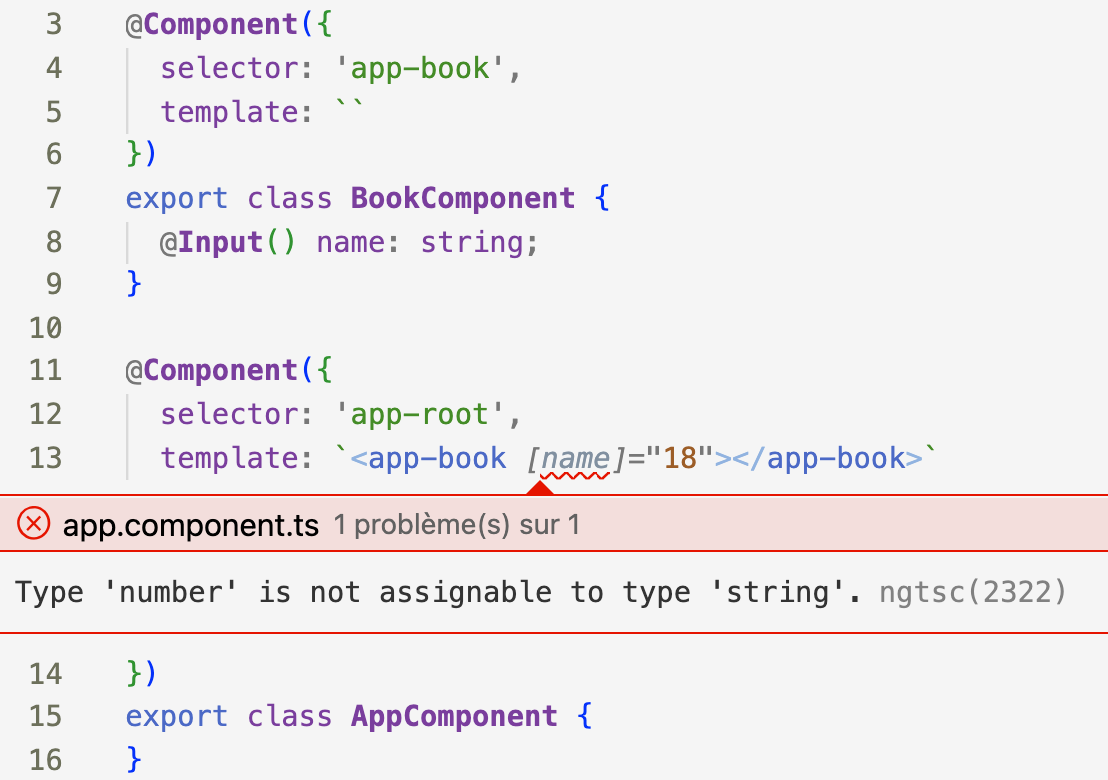 3 @Component({
4 selector: 'app-book',
5 template: ``
6 })
7 export class BookComponent {
8 @Input() name: string;
9 }
10
11 @Component({
12 selector: 'app-root',
13 template: `<app-book [name]="18"></app-book>`
app.component.ts 1 problème(s) sur 1
Type 'number' is not assignable to type 'string'. ngtsc(2322)
14 })
15 export class AppComponent {
16 }